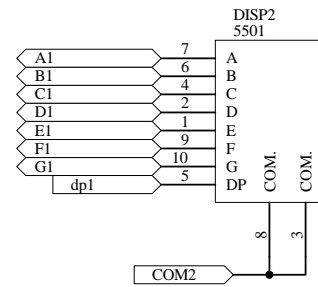 DISP2
5501
A1 7 A
B1 6 B
C1 4 C
D1 2 D
E1 1 E
F1 9 F
G1 10 G
dp1 5 DP
COM. COM.
8 3
COM2